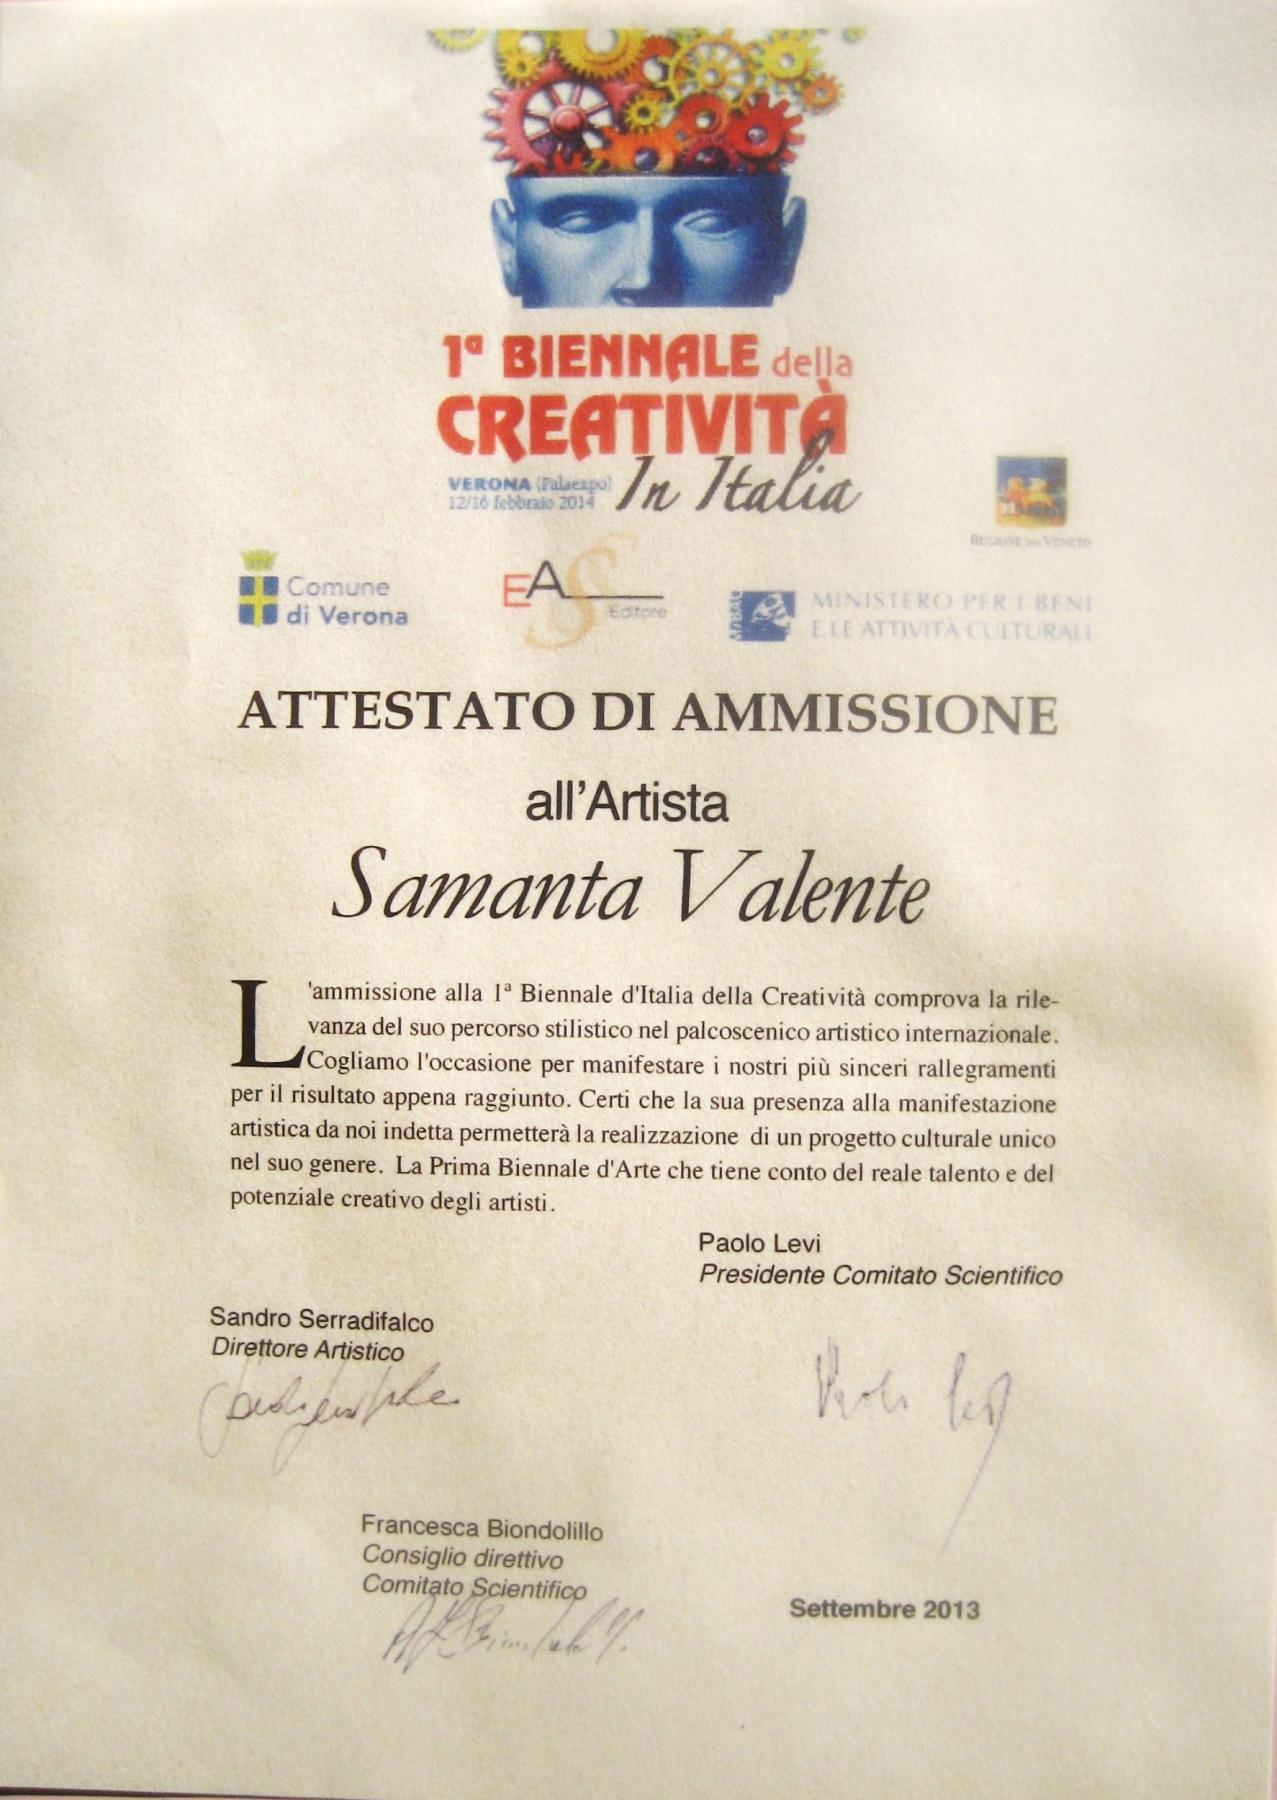 1ª BIENNALE della
CREATIVITÀ
In Italia
VERONA (Palaexpo)
12/16 febbraio 2014
REGIONE DEL VENETO
Comune
di Verona
EAS
Editore
MINISTERO PER I BENI
E LE ATTIVITÀ CULTURALI
ATTESTATO DI AMMISSIONE
all'Artista
Samanta Valente
L'ammissione alla 1ª Biennale d'Italia della Creatività comprova la rile-
vanza del suo percorso stilistico nel palcoscenico artistico internazionale.
Cogliamo l'occasione per manifestare i nostri più sinceri rallegramenti
per il risultato appena raggiunto. Certi che la sua presenza alla manifestazione
artistica da noi indetta permetterà la realizzazione di un progetto culturale unico
nel suo genere. La Prima Biennale d'Arte che tiene conto del reale talento e del
potenziale creativo degli artisti.
Paolo Levi
Presidente Comitato Scientifico
Sandro Serradifalco
Direttore Artistico
Paolo Levi
Francesca Biondolillo
Consiglio direttivo
Comitato Scientifico
Settembre 2013